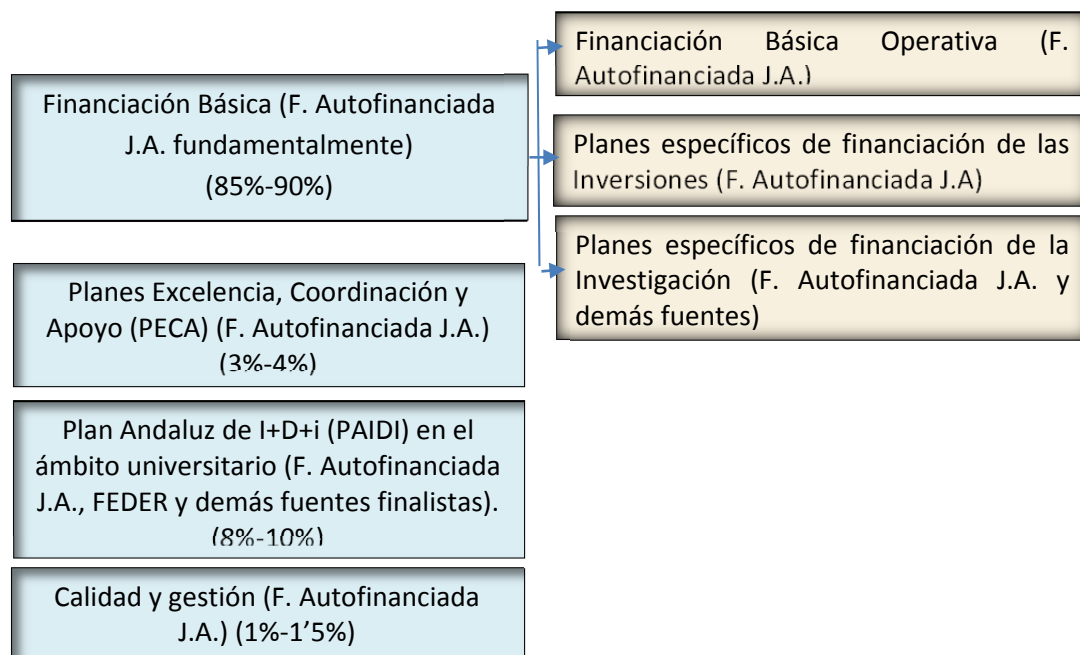 Financiación Básica (F. Autofinanciada
J.A. fundamentalmente)
(85%-90%)
Financiación Básica Operativa (F.
Autofinanciada J.A.)
Planes específicos de financiación de las
Inversiones (F. Autofinanciada J.A)
Planes específicos de financiación de la
Investigación (F. Autofinanciada J.A. y
demás fuentes)
Planes Excelencia, Coordinación y
Apoyo (PECA) (F. Autofinanciada J.A.)
(3%-4%)
Plan Andaluz de I+D+i (PAIDI) en el
ámbito universitario (F. Autofinanciada
J.A., FEDER y demás fuentes finalistas).
(8%-10%)
Calidad y gestión (F. Autofinanciada
J.A.) (1%-1’5%)